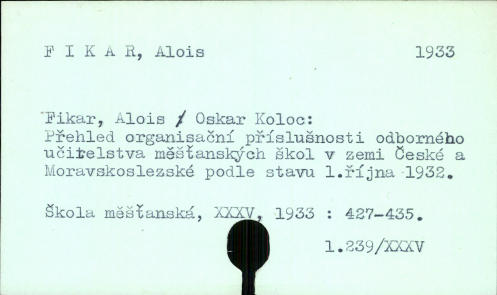 F I K A R, Alois 1933
Fikar, Alois / Oskar Koloc:
Přehled organisační příslušnosti odborného
učitelstva měšťanských škol v zemi České a
Moravskoslezské podle stavu 1.října 1932.
Škola měšťanská, XXXV, 1933 : 427-435.
1.239/XXXV